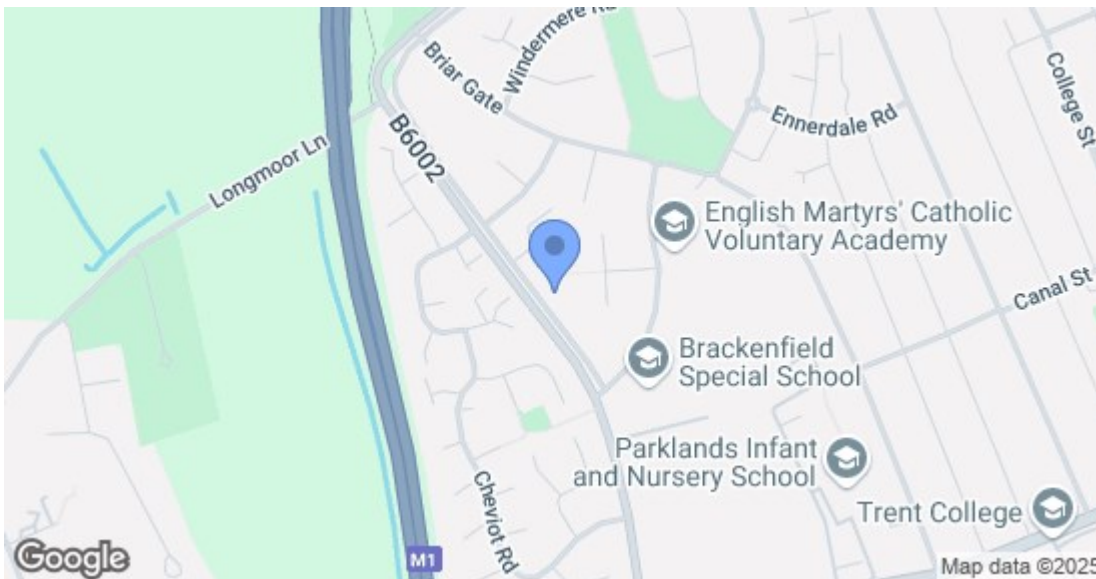 Windermere Rd
Briar Gate
College St
Ennerdale Rd
B6002
Longmoor Ln
English Martyrs' Catholic
Voluntary Academy
Canal St
Brackenfield
Special School
Parklands Infant
and Nursery School
Cheviot Rd
Trent College
Google
M1
Map data ©2025